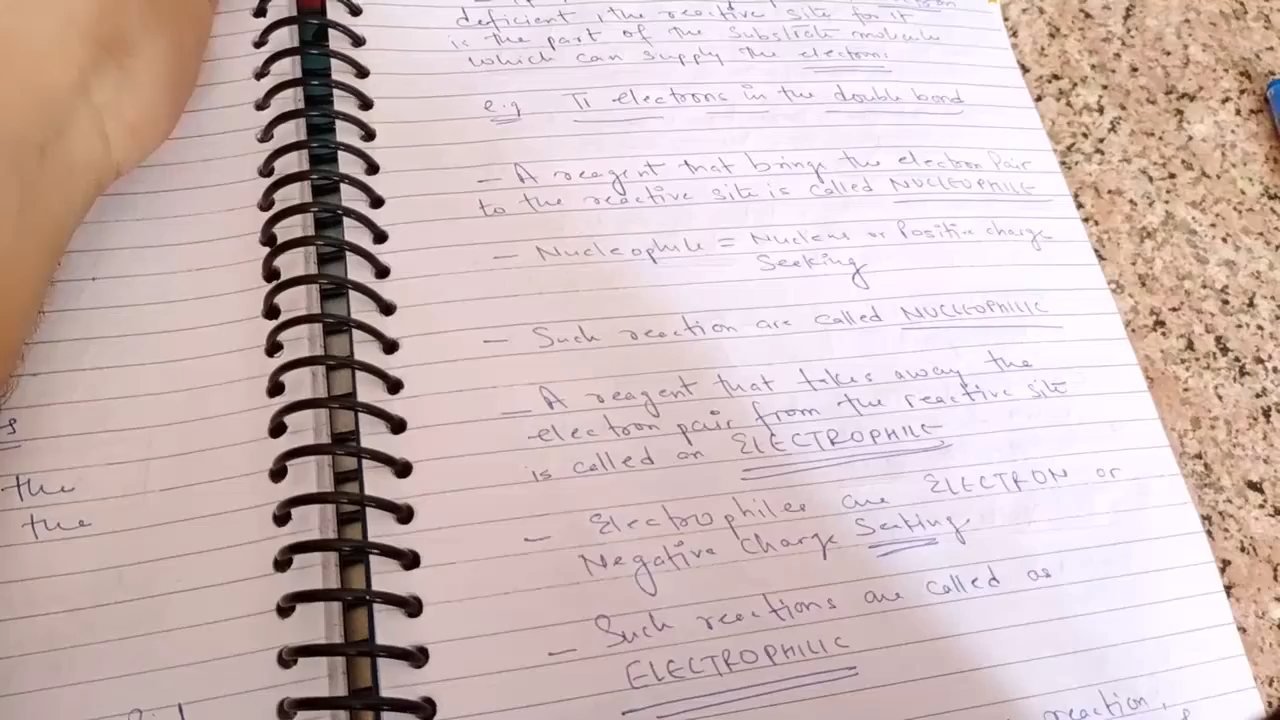 s
the
the
deficient, the reactive site for it
is the part of the substrate molecule
which can supply the electrons
e.g π electrons in the double bond
- A reagent that brings the electron Pair
to the reactive site is called NUCLEOPHILE
- Nucleophile = Nucleus or Positive charge
Seeking
- Such reaction are called NUCLEOPHILIC
- A reagent that takes away the
electron pair from the reactive site
is called an ELECTROPHILE
- Electrophiles are ELECTRON or
Negative Charge Seeking
- Such reactions are called as
ELECTROPHILIC
reaction,